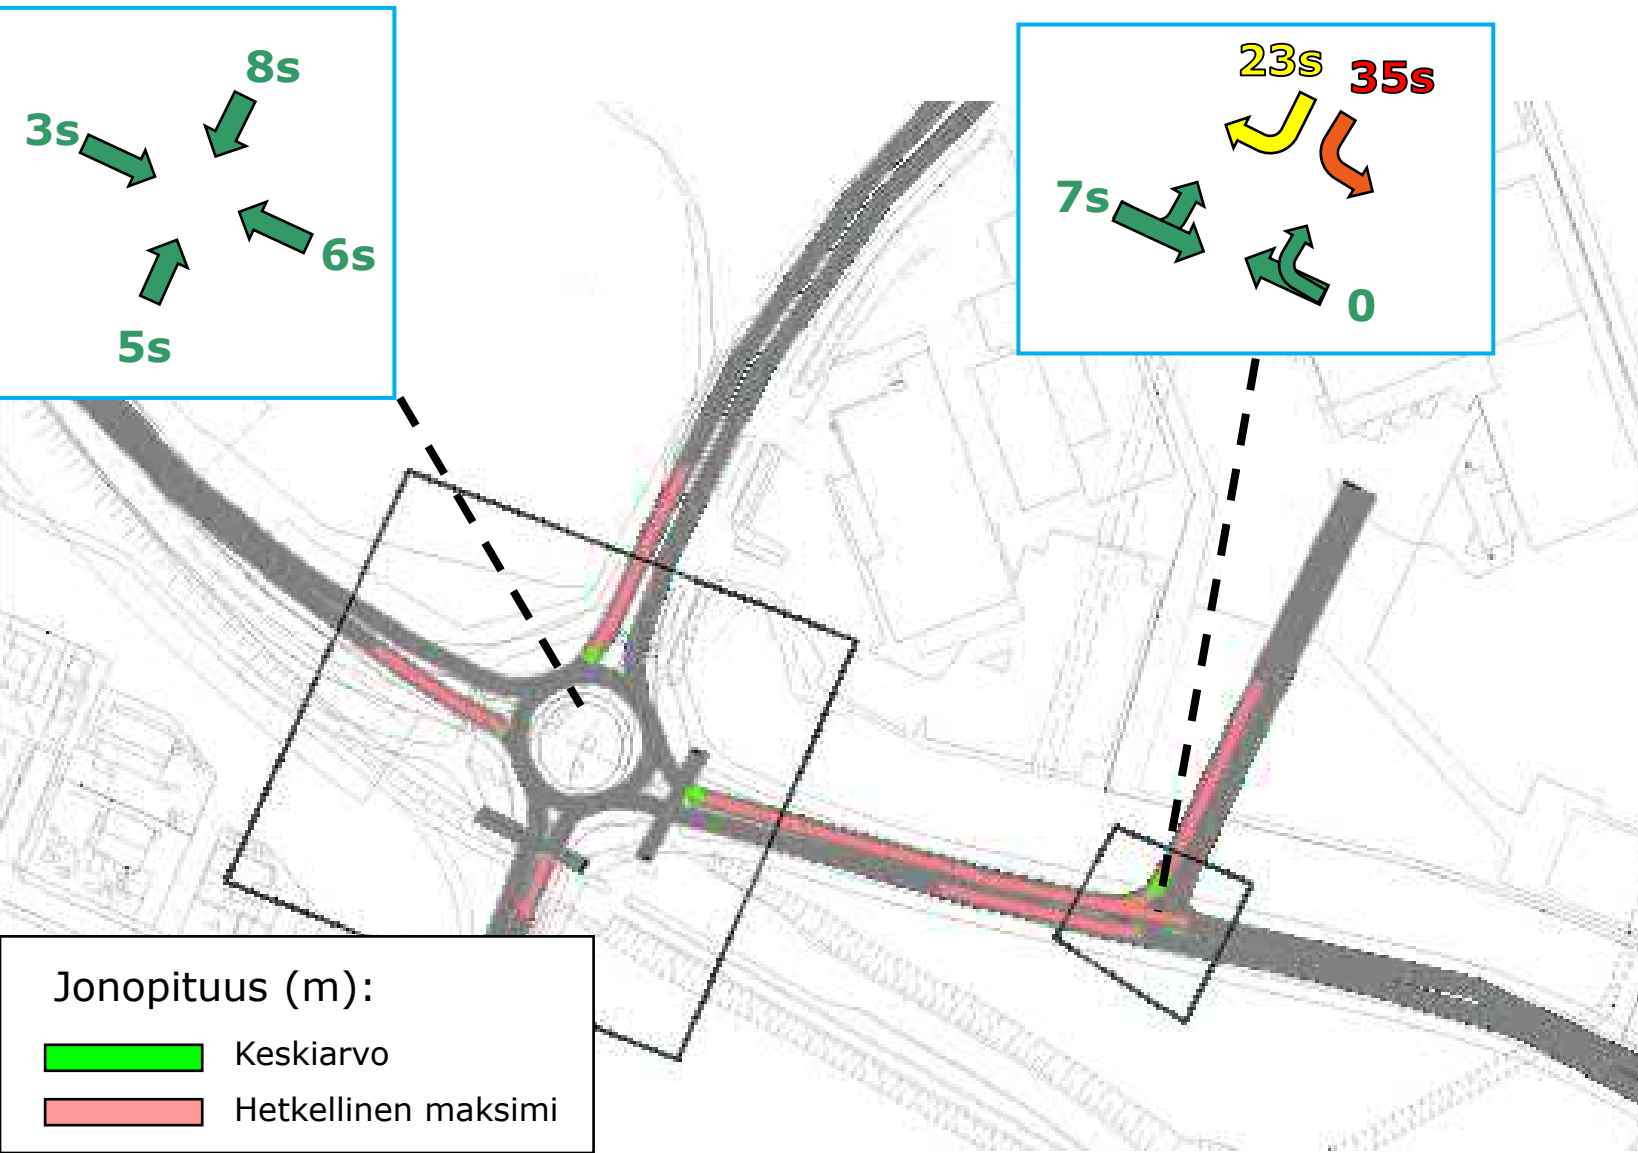 8s
3s
6s
5s
23s
35s
7s
0
Jonopituus (m):
Keskiarvo
Hetkellinen maksimi